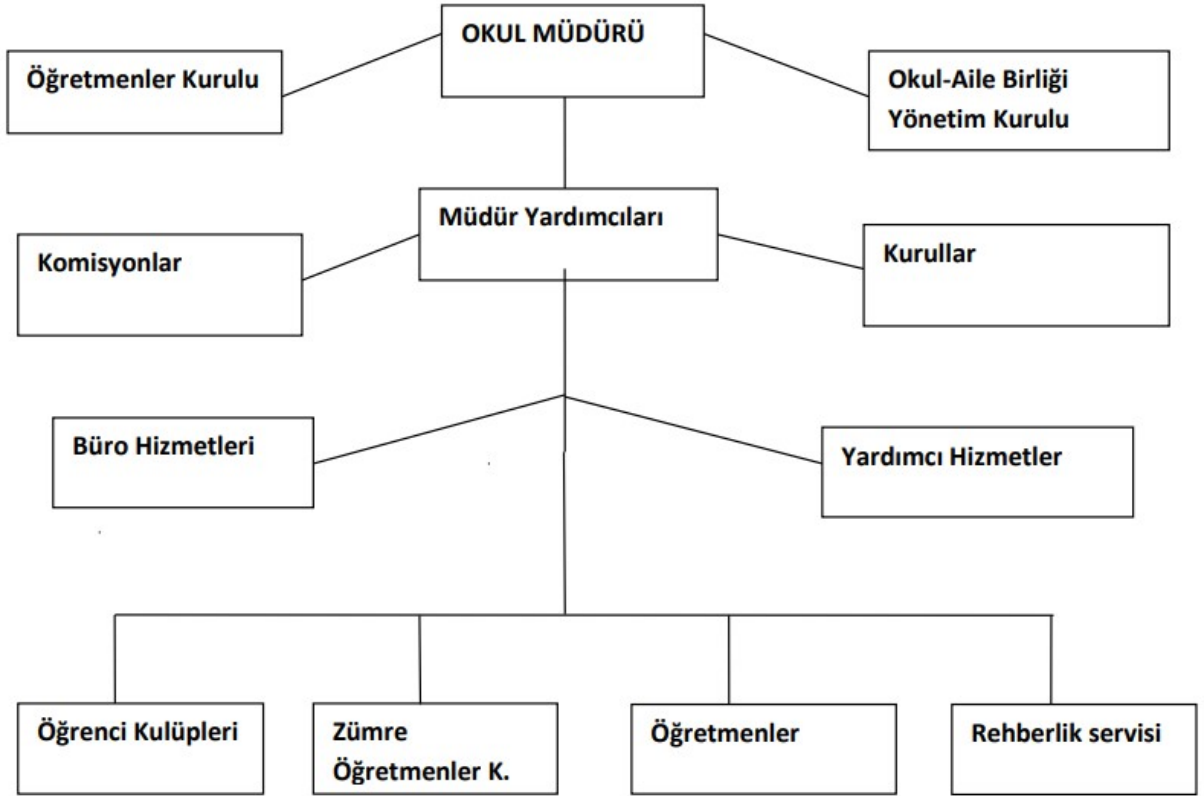 OKUL MÜDÜRÜ
Öğretmenler Kurulu
Okul-Aile Birliği
Yönetim Kurulu
Müdür Yardımcıları
Komisyonlar
Kurullar
Büro Hizmetleri
Yardımcı Hizmetler
Öğrenci Kulüpleri
Zümre
Öğretmenler K.
Öğretmenler
Rehberlik servisi